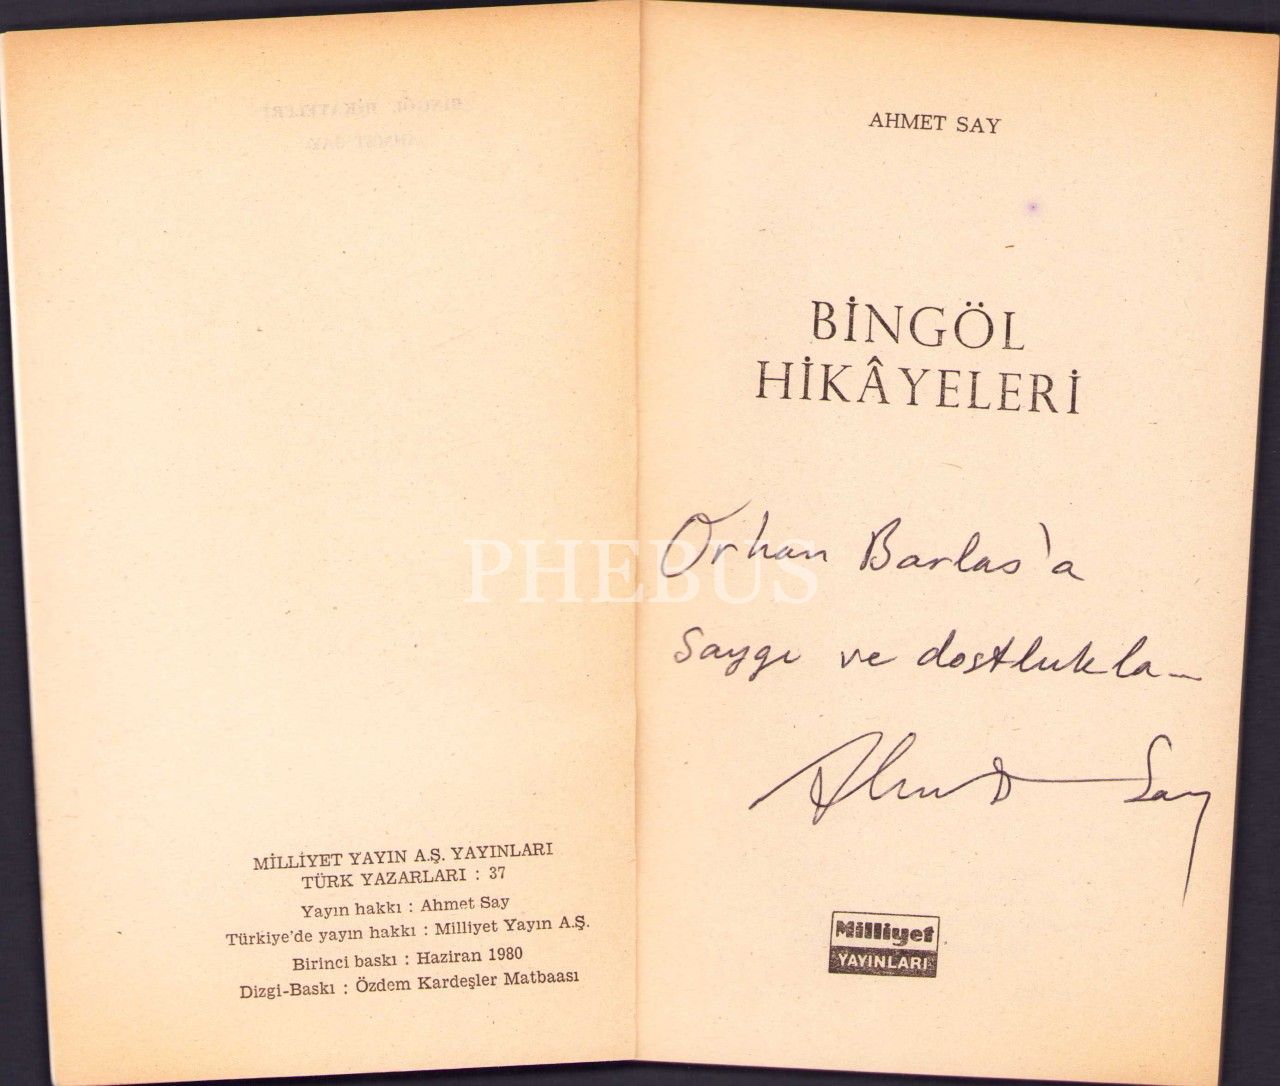 MİLLİYET YAYIN A.Ş. YAYINLARI
TÜRK YAZARLARI : 37
Yayın hakkı : Ahmet Say
Türkiye'de yayın hakkı : Milliyet Yayın A.Ş.
Birinci baskı : Haziran 1980
Dizgi-Baskı : Özdem Kardeşler Matbaası
AHMET SAY
BİNGÖL
HİKÂYELERİ
Orhan Barlas'a
Saygı ve dostlukla...
Ahmet Say
Milliyet
YAYINLARI
PHEBUS